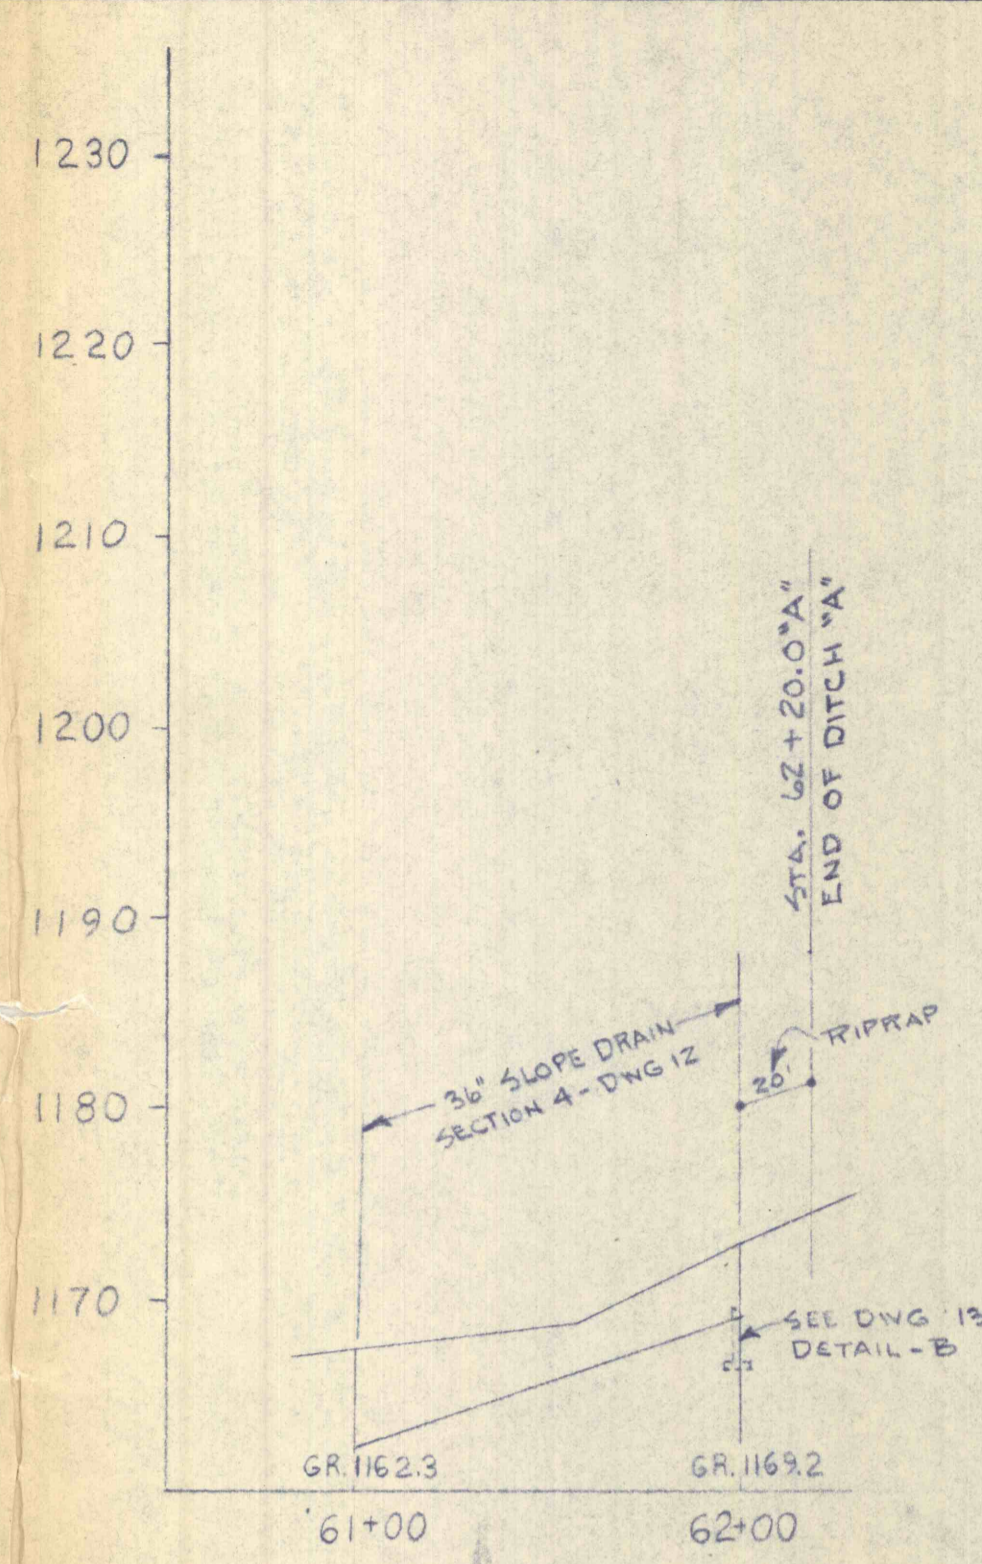 1230
1220
1210
1200
1190
1180
1170
STA. 62+20.0"A"
END OF DITCH "A"
36" SLOPE DRAIN
SECTION 4 - DWG 12
20'
RIPRAP
SEE DWG 13
DETAIL - B
GR. 1162.3
GR. 1169.2
61+00
62+00